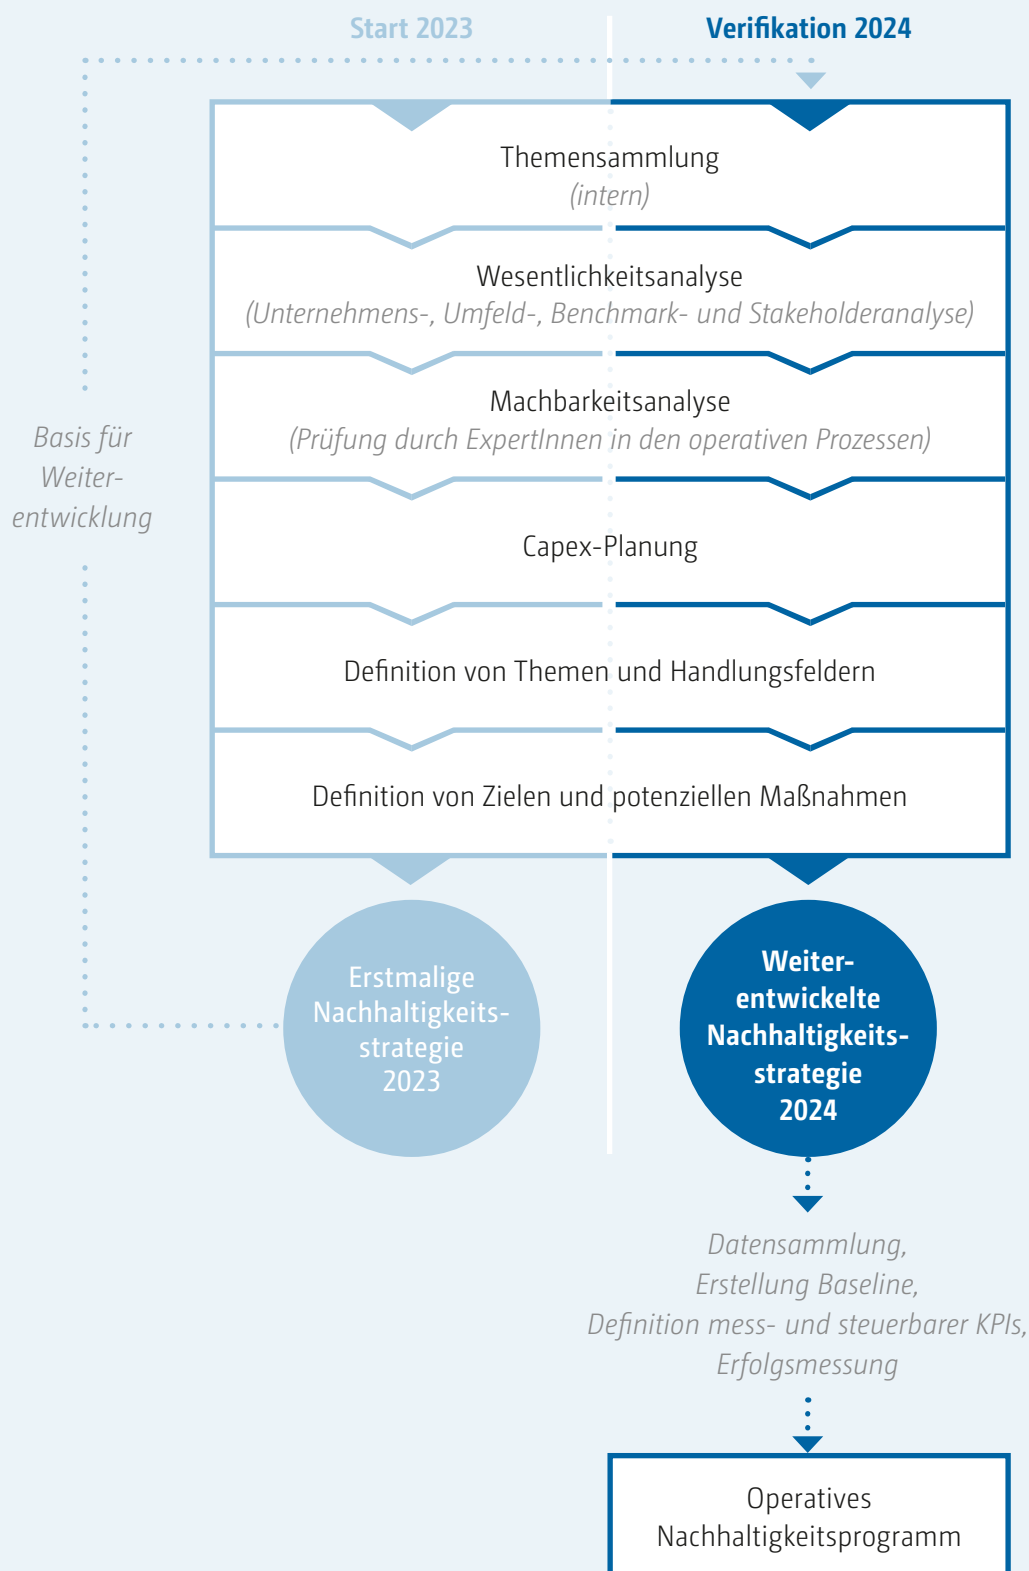 Start 2023
Verifikation 2024
Themensammlung
(intern)
Wesentlichkeitsanalyse
(Unternehmens-, Umfeld-, Benchmark- und Stakeholderanalyse)
Machbarkeitsanalyse
(Prüfung durch ExpertInnen in den operativen Prozessen)
Basis für
Weiter-
entwicklung
Capex-Planung
Definition von Themen und Handlungsfeldern
Definition von Zielen und potenziellen Maßnahmen
Erstmalige
Nachhaltigkeits-
strategie
2023
Weiter-
entwickelte
Nachhaltigkeits-
strategie
2024
Datensammlung,
Erstellung Baseline,
Definition mess- und steuerbarer KPIs,
Erfolgsmessung
Operatives
Nachhaltigkeitsprogramm